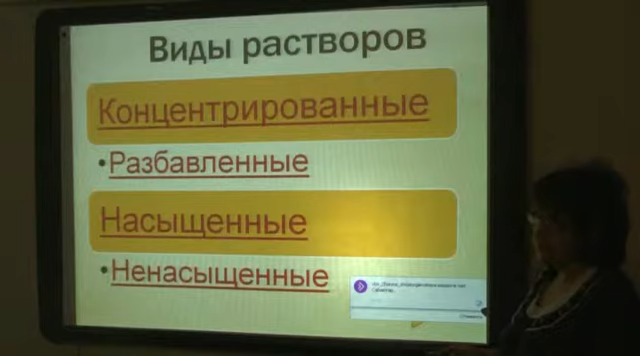 Виды растворов
Концентрированные
•Разбавленные
Насыщенные
•Ненасыщенные